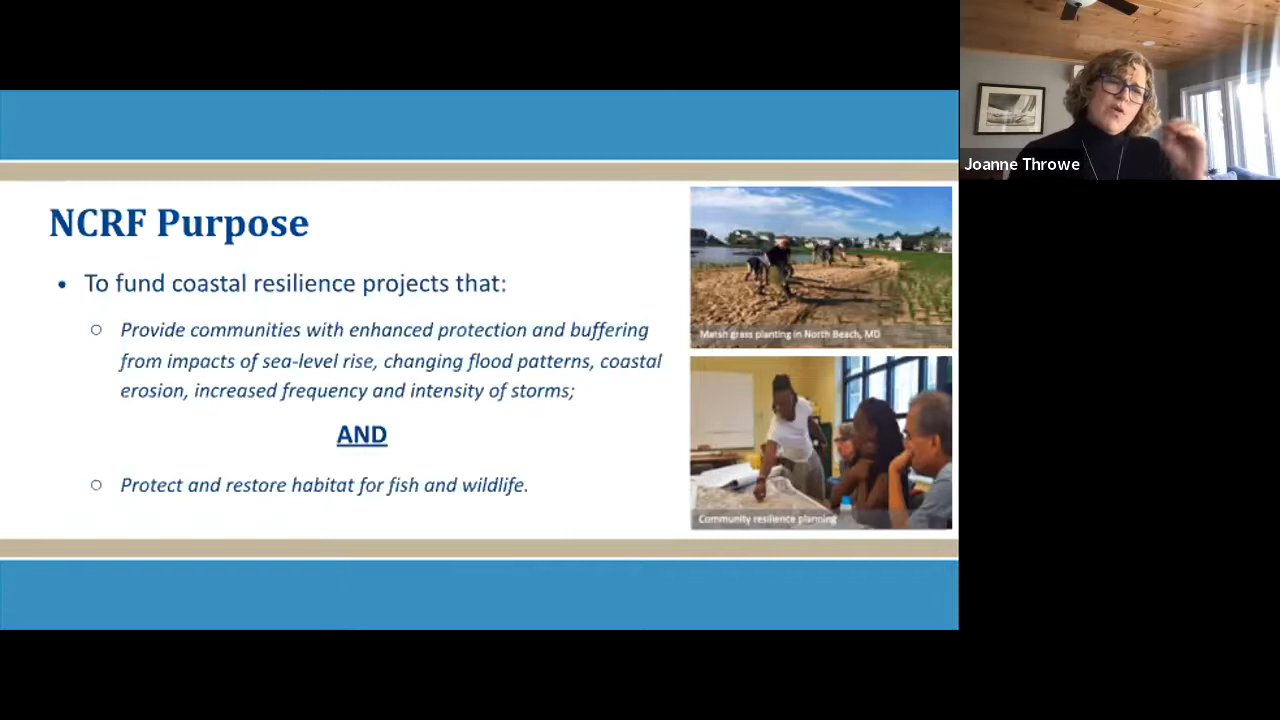 NCRF Purpose
• To fund coastal resilience projects that:
○ Provide communities with enhanced protection and buffering
from impacts of sea-level rise, changing flood patterns, coastal
erosion, increased frequency and intensity of storms;
AND
○ Protect and restore habitat for fish and wildlife.
Marsh grass planting in North Beach, MD
Community resilience planning
Joanne Throwe